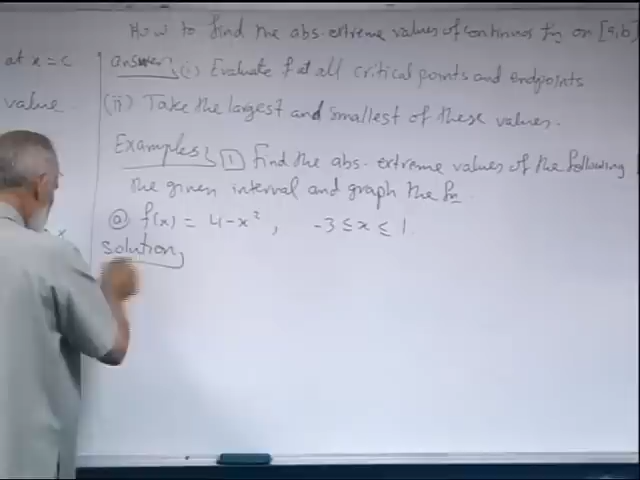 How to find the abs. extreme values of continuos fn on [a,b]
at x = c
value
Answer, (i) Evaluate f at all critical points and endpoints
(ii) Take the largest and smallest of these values.
Examples, 1 Find the abs. extreme values of the following
the given interval and graph the fn
ⓐ f(x) = 4-x², -3 ≤ x ≤ 1
solution,
x